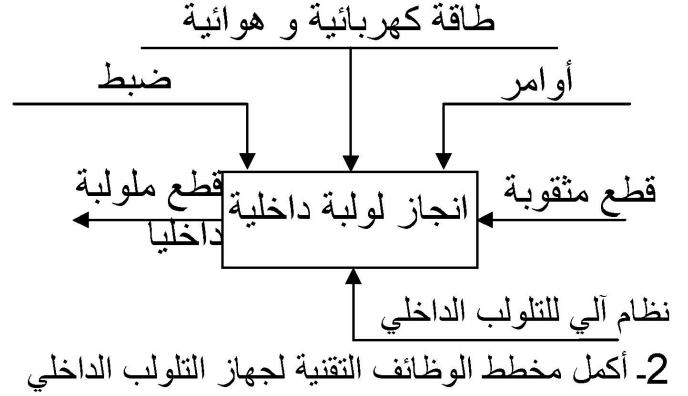 طاقة كهربائية و هوائية
أوامر
ضبط
قطع مثقوبة
انجاز لولبة داخلية
قطع ملولبة
داخليا
نظام آلي للتلولب الداخلي
2- أكمل مخطط الوظائف التقنية لجهاز التلولب الداخلي